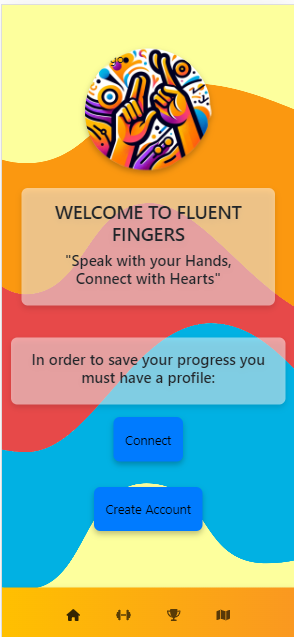 WELCOME TO FLUENT
FINGERS
"Speak with your Hands,
Connect with Hearts"
In order to save your progress you
must have a profile:
Connect
Create Account